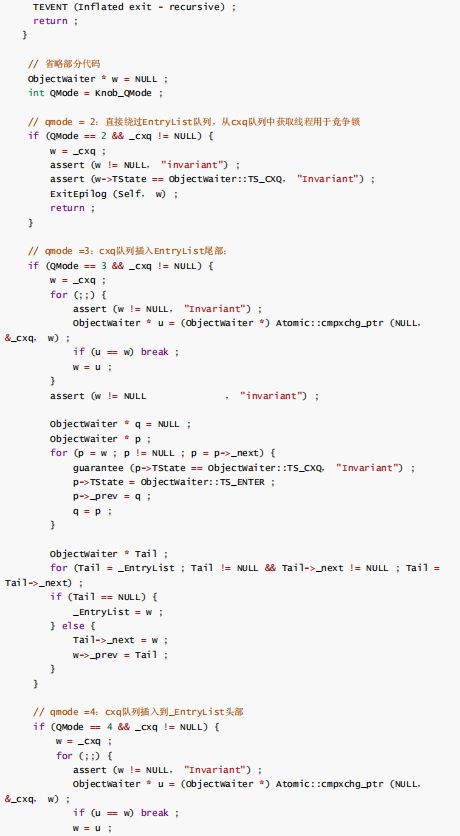 TEVENT (Inflated exit - recursive) ;
return ;
}
// 省略部分代码
ObjectWaiter * w = NULL ;
int QMode = Knob_QMode ;
// qmode = 2：直接绕过EntryList队列，从cxq队列中获取线程用于竞争锁
if (QMode == 2 && _cxq != NULL) {
w = _cxq ;
assert (w != NULL, "invariant") ;
assert (w->TState == ObjectWaiter::TS_CXQ, "Invariant") ;
ExitEpilog (Self, w) ;
return ;
}
// qmode =3：cxq队列插入EntryList尾部；
if (QMode == 3 && _cxq != NULL) {
w = _cxq ;
for (;;) {
assert (w != NULL, "Invariant") ;
ObjectWaiter * u = (ObjectWaiter *) Atomic::cmpxchg_ptr (NULL,
&_cxq, w) ;
if (u == w) break ;
w = u ;
}
assert (w != NULL              , "invariant") ;
ObjectWaiter * q = NULL ;
ObjectWaiter * p ;
for (p = w ; p != NULL ; p = p->_next) {
guarantee (p->TState == ObjectWaiter::TS_CXQ, "Invariant") ;
p->TState = ObjectWaiter::TS_ENTER ;
p->_prev = q ;
q = p ;
}
ObjectWaiter * Tail ;
for (Tail = _EntryList ; Tail != NULL && Tail->_next != NULL ; Tail =
Tail->_next) ;
if (Tail == NULL) {
_EntryList = w ;
} else {
Tail->_next = w ;
w->_prev = Tail ;
}
}
// qmode =4：cxq队列插入到_EntryList头部
if (QMode == 4 && _cxq != NULL) {
w = _cxq ;
for (;;) {
assert (w != NULL, "Invariant") ;
ObjectWaiter * u = (ObjectWaiter *) Atomic::cmpxchg_ptr (NULL,
&_cxq, w) ;
if (u == w) break ;
w = u ;